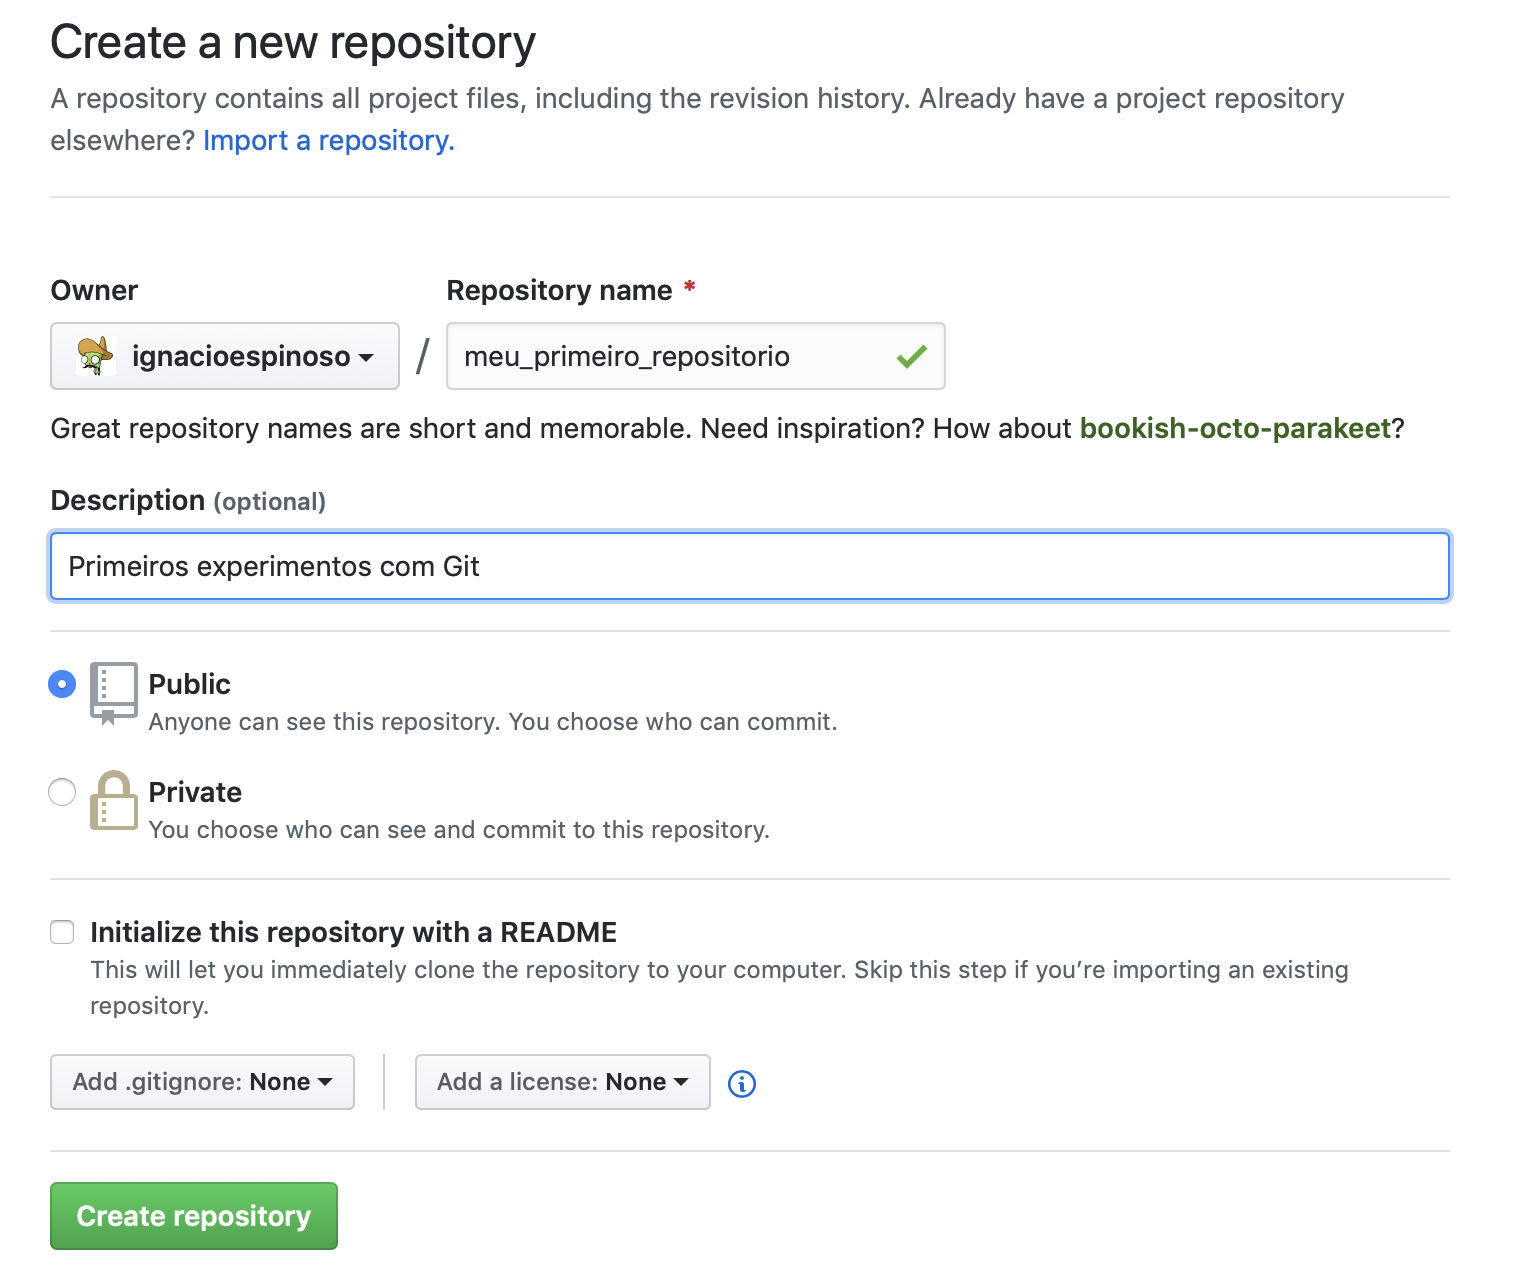 Create a new repository
A repository contains all project files, including the revision history. Already have a project repository
elsewhere? Import a repository.
Owner
Repository name *
ignacioespinoso
/
meu_primeiro_repositorio
Great repository names are short and memorable. Need inspiration? How about bookish-octo-parakeet?
Description (optional)
Primeiros experimentos com Git
Public
Anyone can see this repository. You choose who can commit.
Private
You choose who can see and commit to this repository.
Initialize this repository with a README
This will let you immediately clone the repository to your computer. Skip this step if you’re importing an existing
repository.
Add .gitignore: None
Add a license: None
Create repository